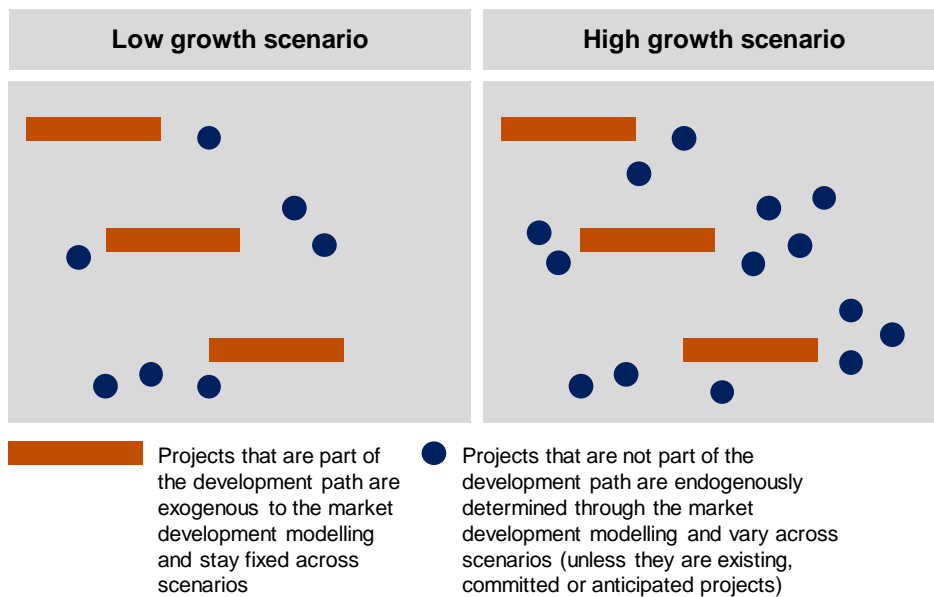 Low growth scenario
High growth scenario
Projects that are part of
the development path are
exogenous to the market
development modelling
and stay fixed across
scenarios
Projects that are not part of the
development path are endogenously
determined through the market
development modelling and vary across
scenarios (unless they are existing,
committed or anticipated projects)